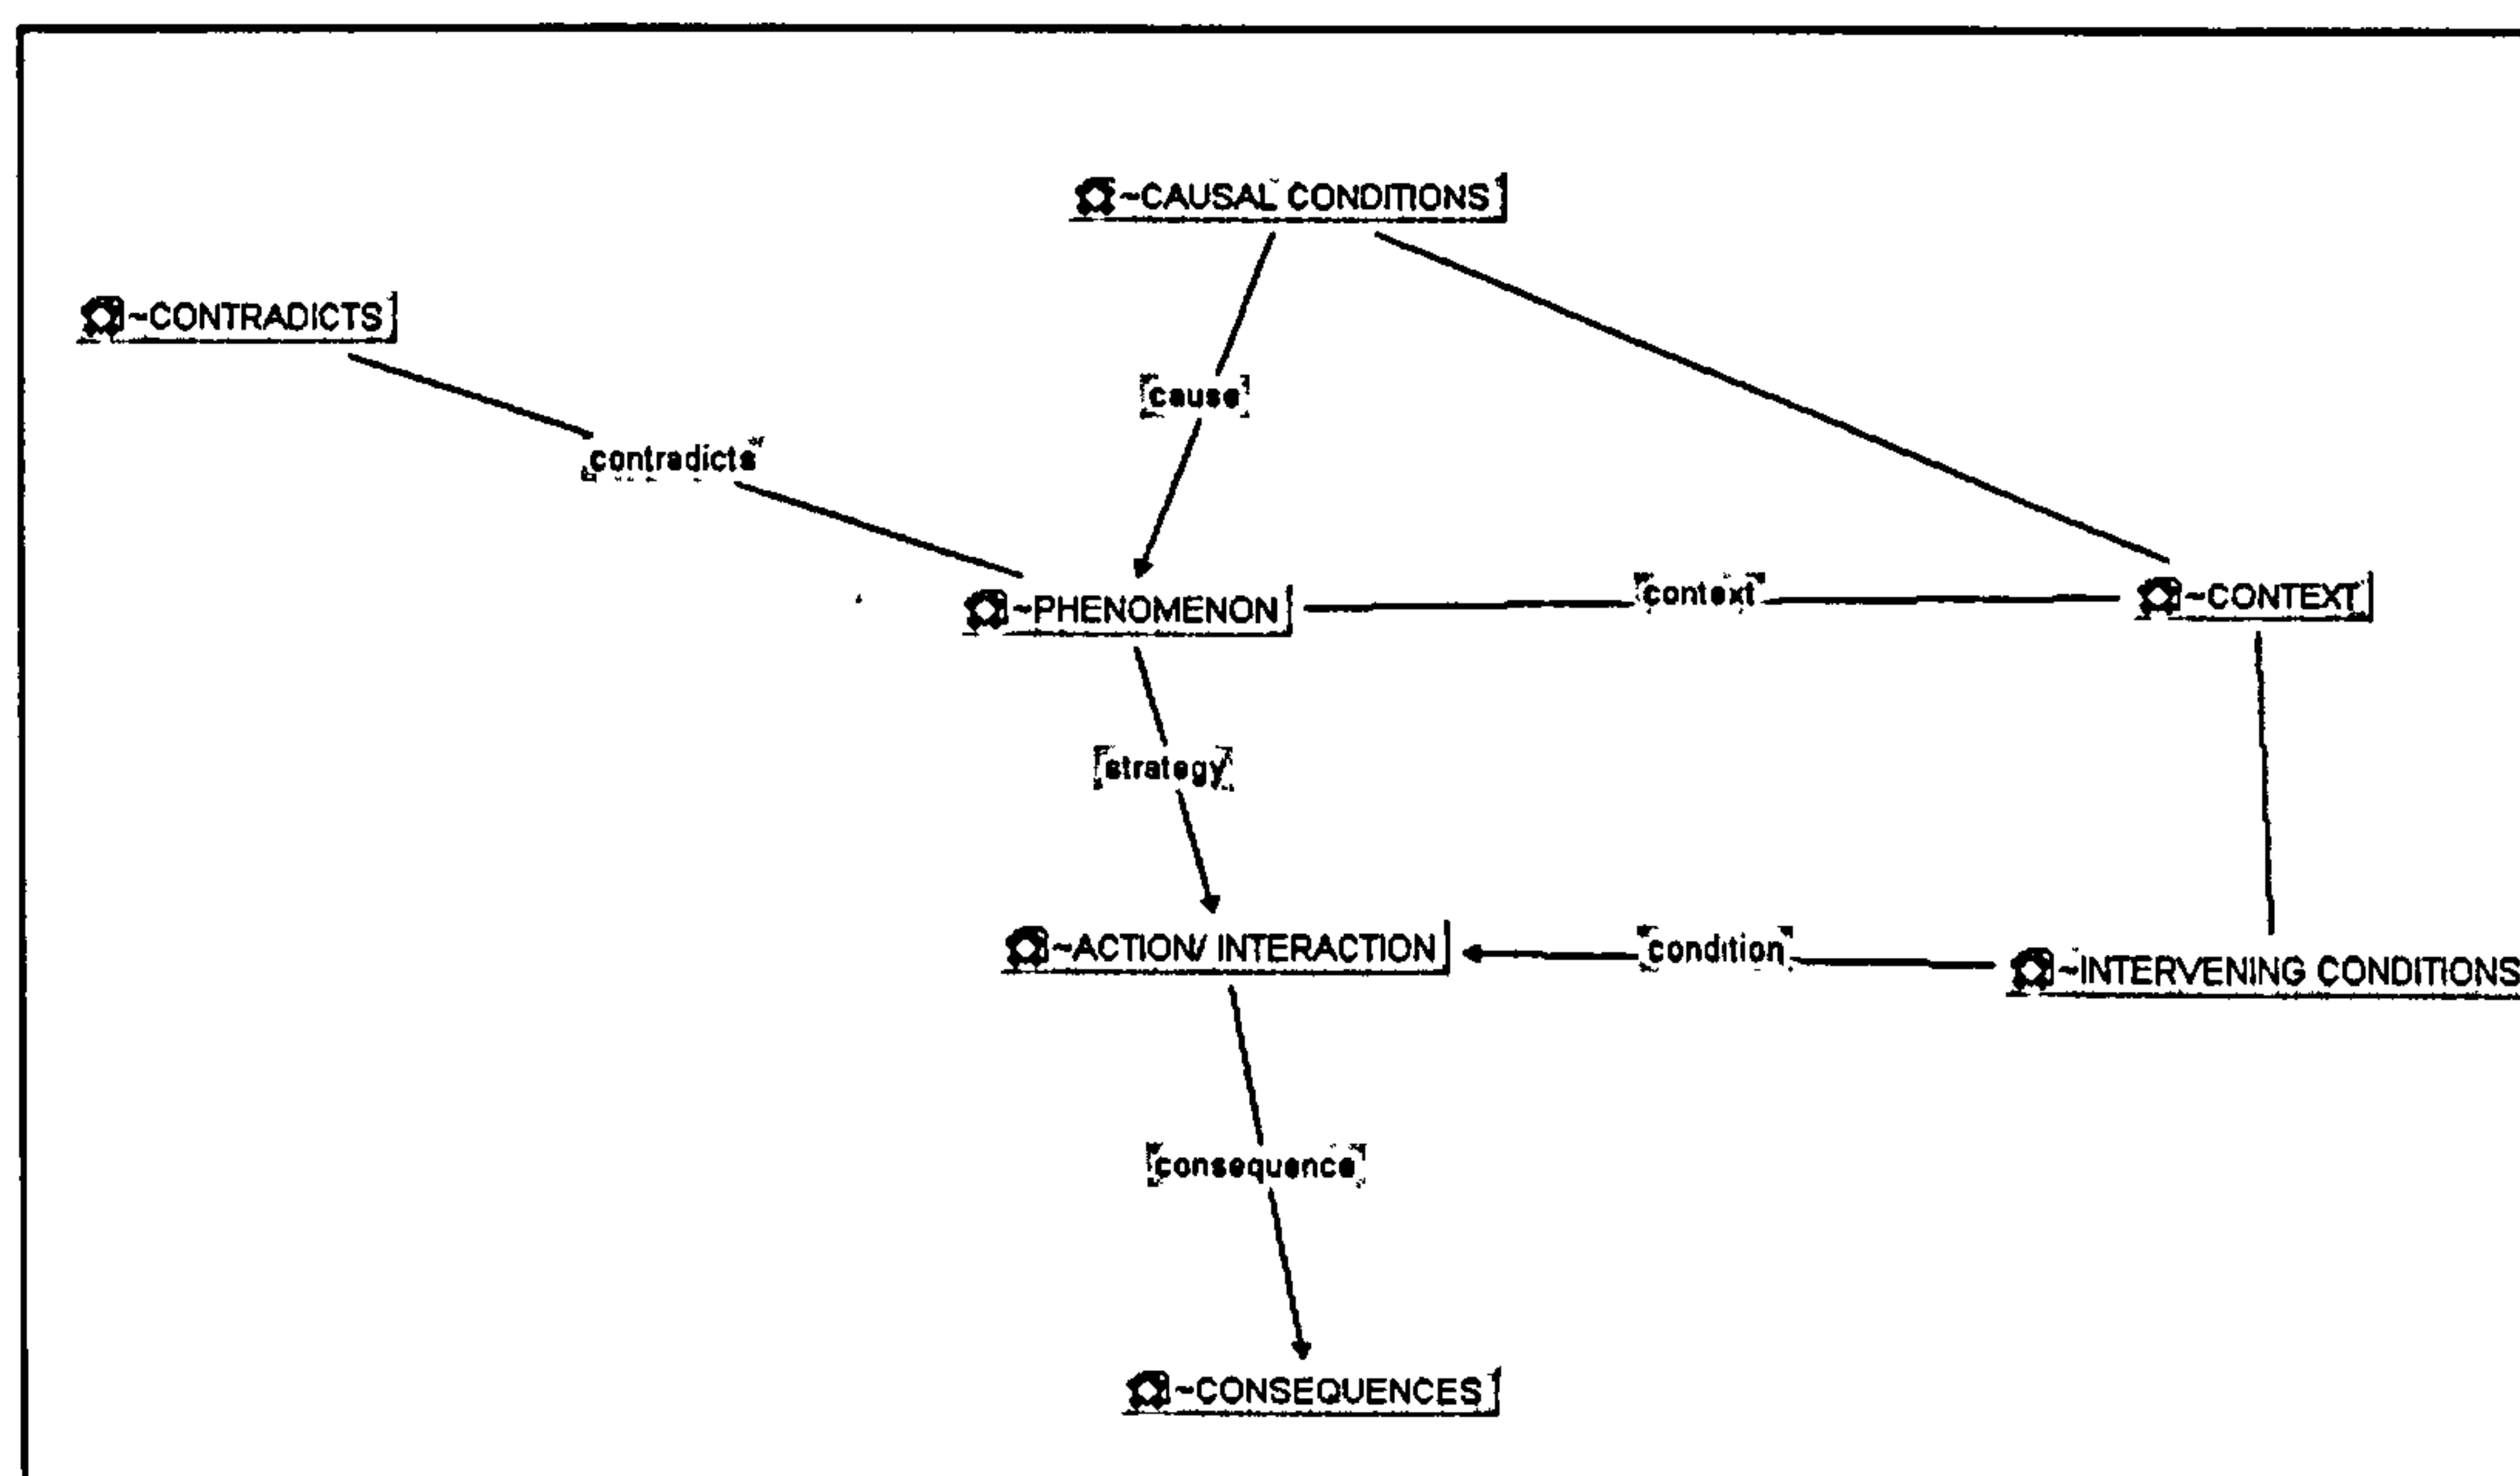 ~CAUSAL CONDITIONS
~CONTRADICTS
cause
contradicts
context
~PHENOMENON
~CONTEXT
strategy
~ACTION/ INTERACTION
condition
~INTERVENING CONDITIONS
consequence
~CONSEQUENCES